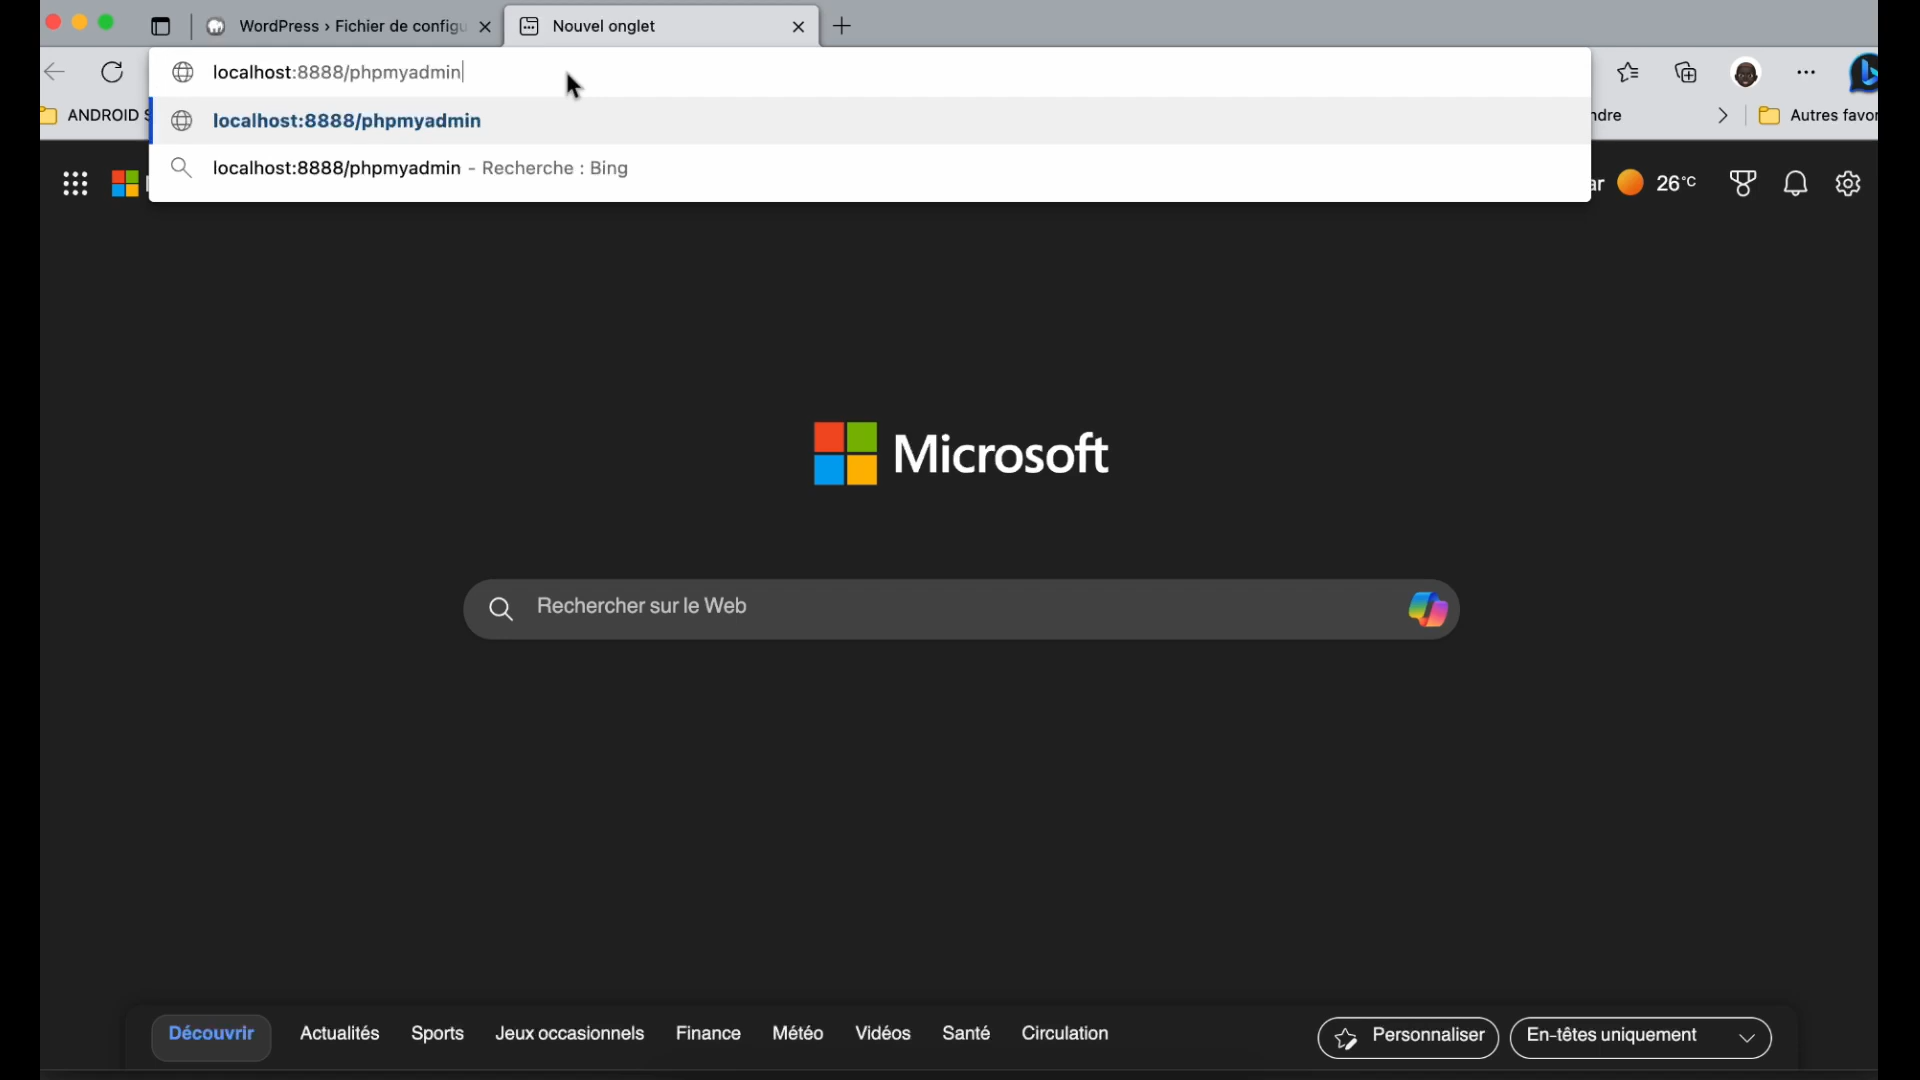 WordPress › Fichier de configu
Nouvel onglet
localhost:8888/phpmyadmin
ANDROID S
localhost:8888/phpmyadmin
ndre
Autres favor
localhost:8888/phpmyadmin - Recherche : Bing
ar
26°C
Microsoft
Rechercher sur le Web
Découvrir
Actualités
Sports
Jeux occasionnels
Finance
Météo
Vidéos
Santé
Circulation
Personnaliser
En-têtes uniquement